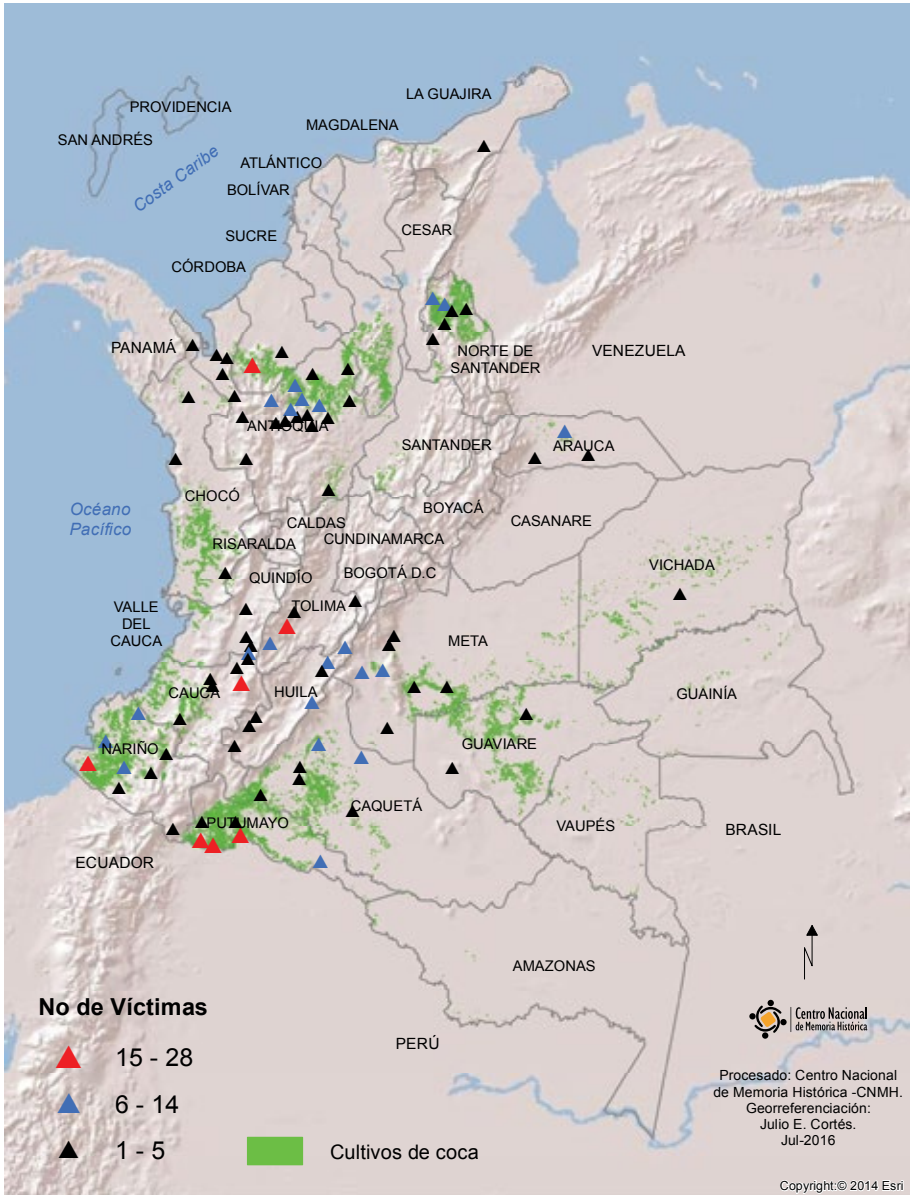 LA GUAJIRA
PROVIDENCIA
MAGDALENA
SAN ANDRÉS
ATLÁNTICO
Costa Caribe
BOLÍVAR
CESAR
SUCRE
CÓRDOBA
PANAMÁ
NORTE DE
SANTANDER
VENEZUELA
ANTIOQUIA
SANTANDER
ARAUCA
CHOCÓ
BOYACÁ
Océano
Pacífico
CALDAS
CASANARE
RISARALDA
CUNDINAMARCA
QUINDÍO
BOGOTÁ D.C
VICHADA
VALLE
DEL
CAUCA
TOLIMA
META
CAUCA
HUILA
GUAINÍA
NARIÑO
GUAVIARE
CAQUETÁ
PUTUMAYO
VAUPÉS
BRASIL
ECUADOR
AMAZONAS
PERÚ
No de Víctimas
15 - 28
6 - 14
1 - 5
Cultivos de coca
N
Centro Nacional
de Memoria Histórica
Procesado: Centro Nacional
de Memoria Histórica -CNMH.
Georreferenciación:
Julio E. Cortés.
Jul-2016
Copyright:© 2014 Esri